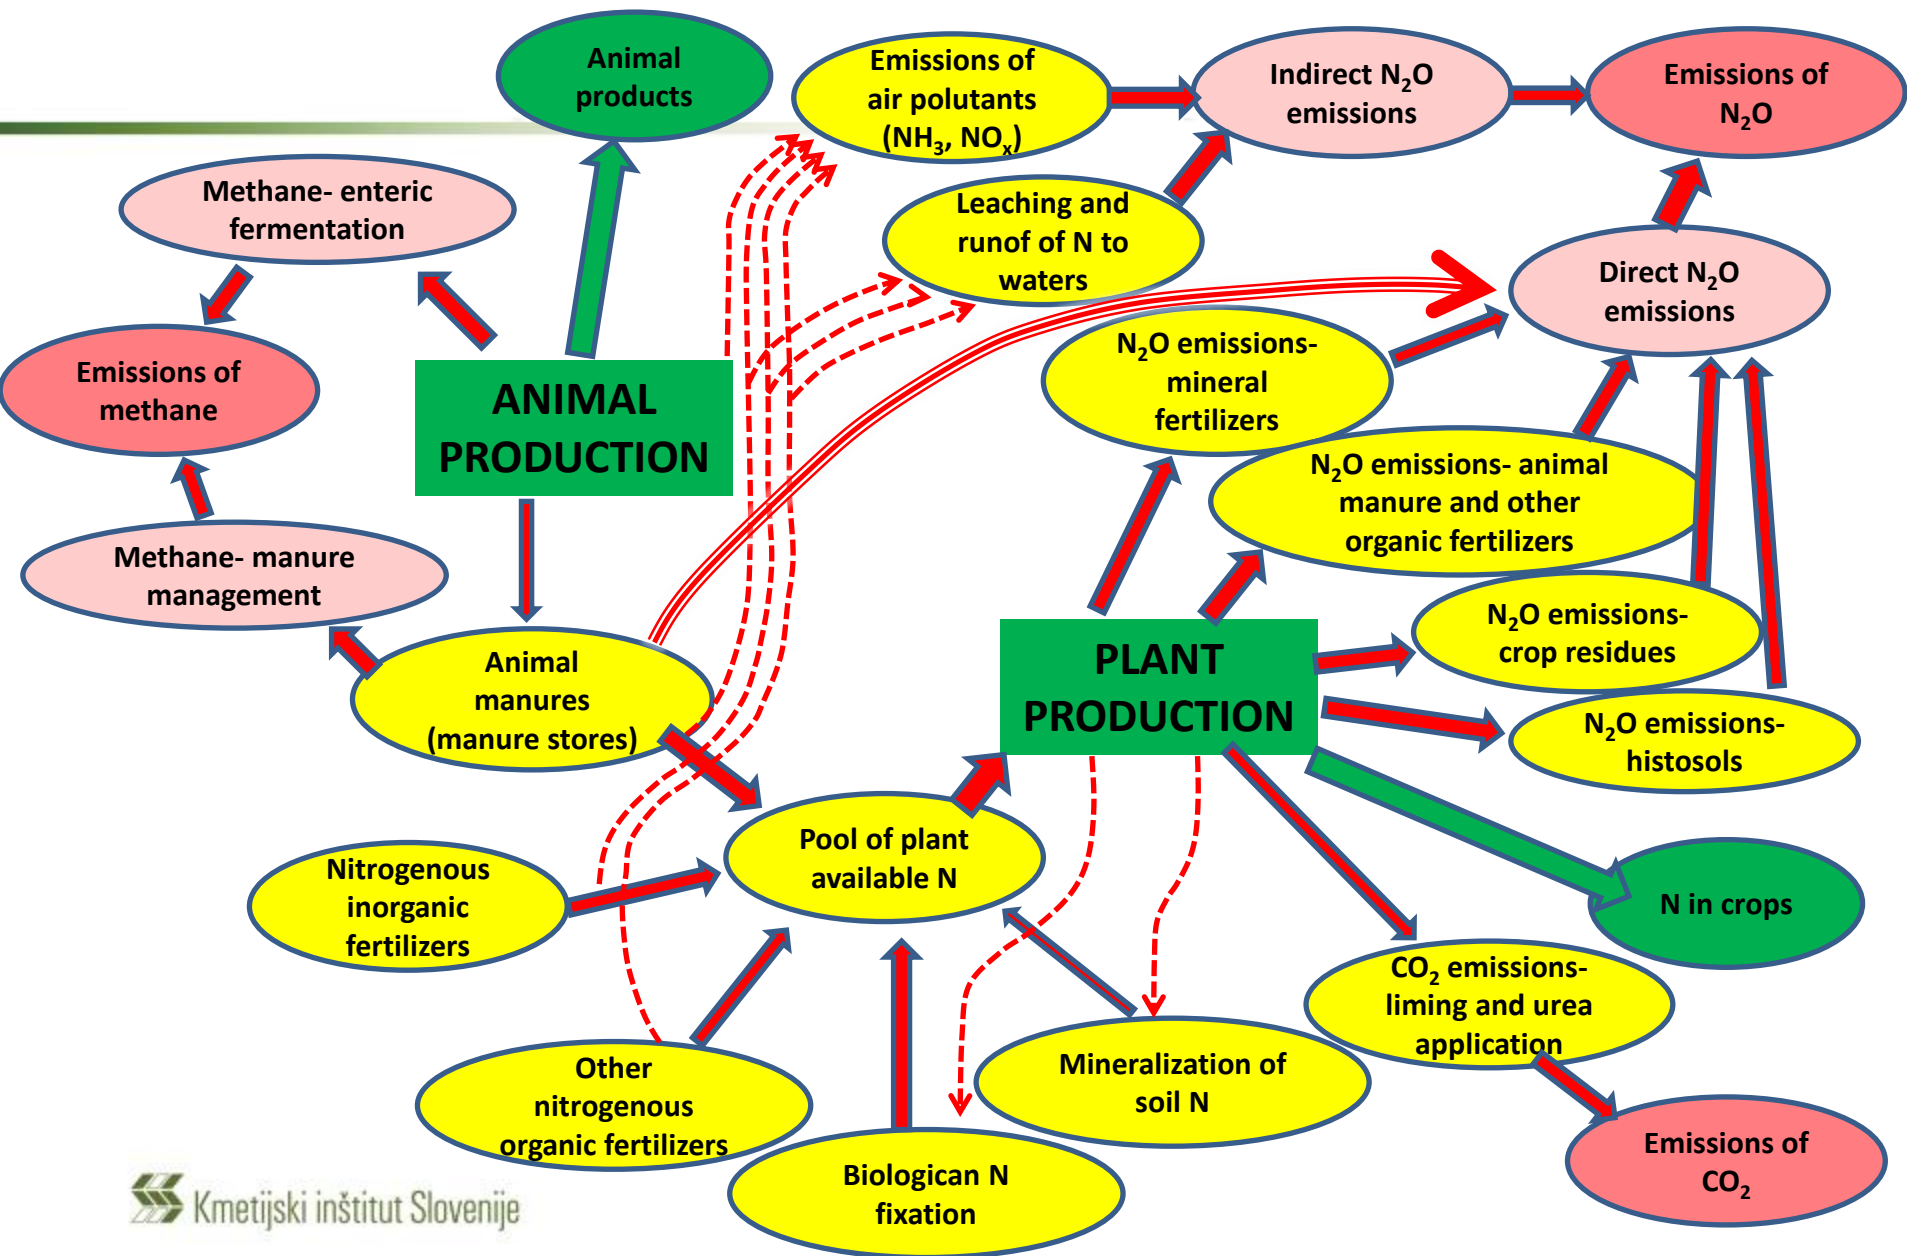 Animal
products
Emissions of
air polutants
(NH₃, NOₓ)
Indirect N₂O
emissions
Emissions of
N₂O
Methane- enteric
fermentation
Leaching and
runof of N to
waters
Direct N₂O
emissions
Emissions of
methane
ANIMAL
PRODUCTION
N₂O emissions-
mineral
fertilizers
N₂O emissions- animal
manure and other
organic fertilizers
Methane- manure
management
N₂O emissions-
crop residues
Animal
manures
(manure stores)
PLANT
PRODUCTION
N₂O emissions-
histosols
Pool of plant
available N
Nitrogenous
inorganic
fertilizers
N in crops
CO₂ emissions-
liming and urea
application
Other
nitrogenous
organic fertilizers
Mineralization of
soil N
Biologican N
fixation
Emissions of
CO₂
Kmetijski inštitut Slovenije